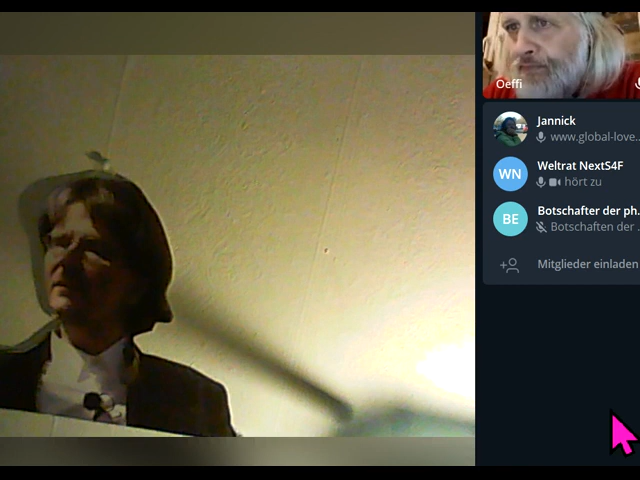 Oeffi
Jannick
www.global-love...
WN
Weltrat NextS4F
hört zu
BE
Botschafter der ph...
Botschaften der ...
Mitglieder einladen